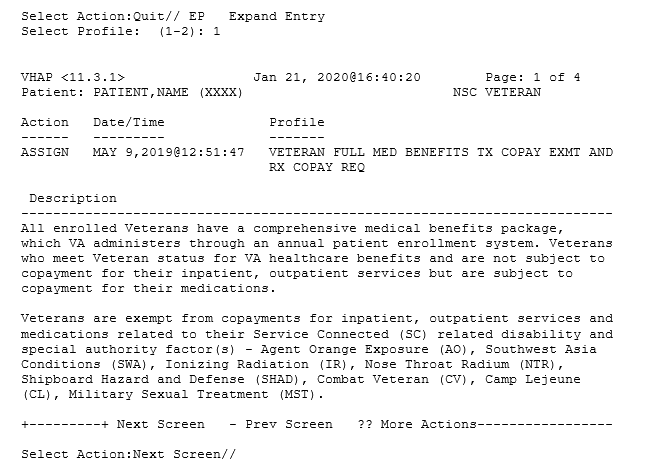 Select Action:Quit// EP   Expand Entry
Select Profile:  (1-2): 1
VHAP <11.3.1>                Jan 21, 2020@16:40:20        Page: 1 of 4
Patient: PATIENT,NAME (XXXX)                          NSC VETERAN
Action   Date/Time             Profile
------   ---------             -------
ASSIGN   MAY 9,2019@12:51:47   VETERAN FULL MED BENEFITS TX COPAY EXMT AND
RX COPAY REQ
Description
--------------------------------------------------------------------------
All enrolled Veterans have a comprehensive medical benefits package,
which VA administers through an annual patient enrollment system. Veterans
who meet Veteran status for VA healthcare benefits and are not subject to
copayment for their inpatient, outpatient services but are subject to
copayment for their medications.
Veterans are exempt from copayments for inpatient, outpatient services and
medications related to their Service Connected (SC) related disability and
special authority factor(s) - Agent Orange Exposure (AO), Southwest Asia
Conditions (SWA), Ionizing Radiation (IR), Nose Throat Radium (NTR),
Shipboard Hazard and Defense (SHAD), Combat Veteran (CV), Camp Lejeune
(CL), Military Sexual Treatment (MST).
+---------+ Next Screen   - Prev Screen   ?? More Actions-----------------
Select Action:Next Screen//